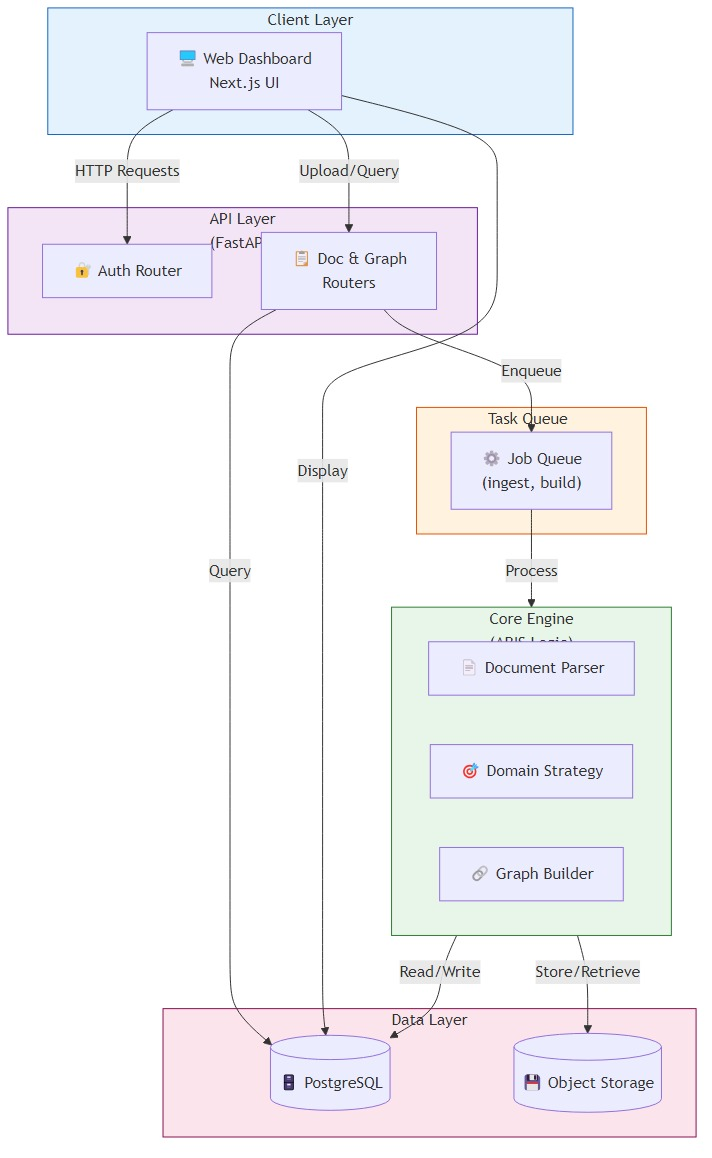 Client Layer
Web Dashboard
Next.js UI
HTTP Requests
Upload/Query
API Layer
(FastAP
Auth Router
Doc & Graph
Routers
Enqueue
Task Queue
Job Queue
(ingest, build)
Display
Query
Process
Core Engine
Document Parser
Domain Strategy
Graph Builder
Read/Write
Store/Retrieve
Data Layer
PostgreSQL
Object Storage